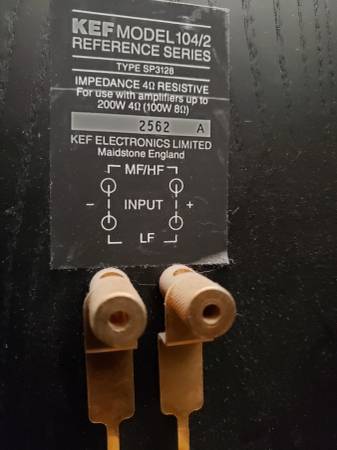 KEF MODEL 104/2
REFERENCE SERIES
TYPE SP3128
IMPEDANCE 4Ω RESISTIVE
For use with amplifiers up to
200W 4Ω (100W 8Ω)
2562 A
KEF ELECTRONICS LIMITED
Maidstone England
MF/HF
- INPUT +
LF